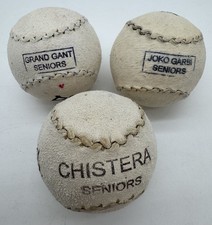 GRAND GANT
SENIORS
JOKO GARBI
SENIORS
CHISTERA
SENIORS